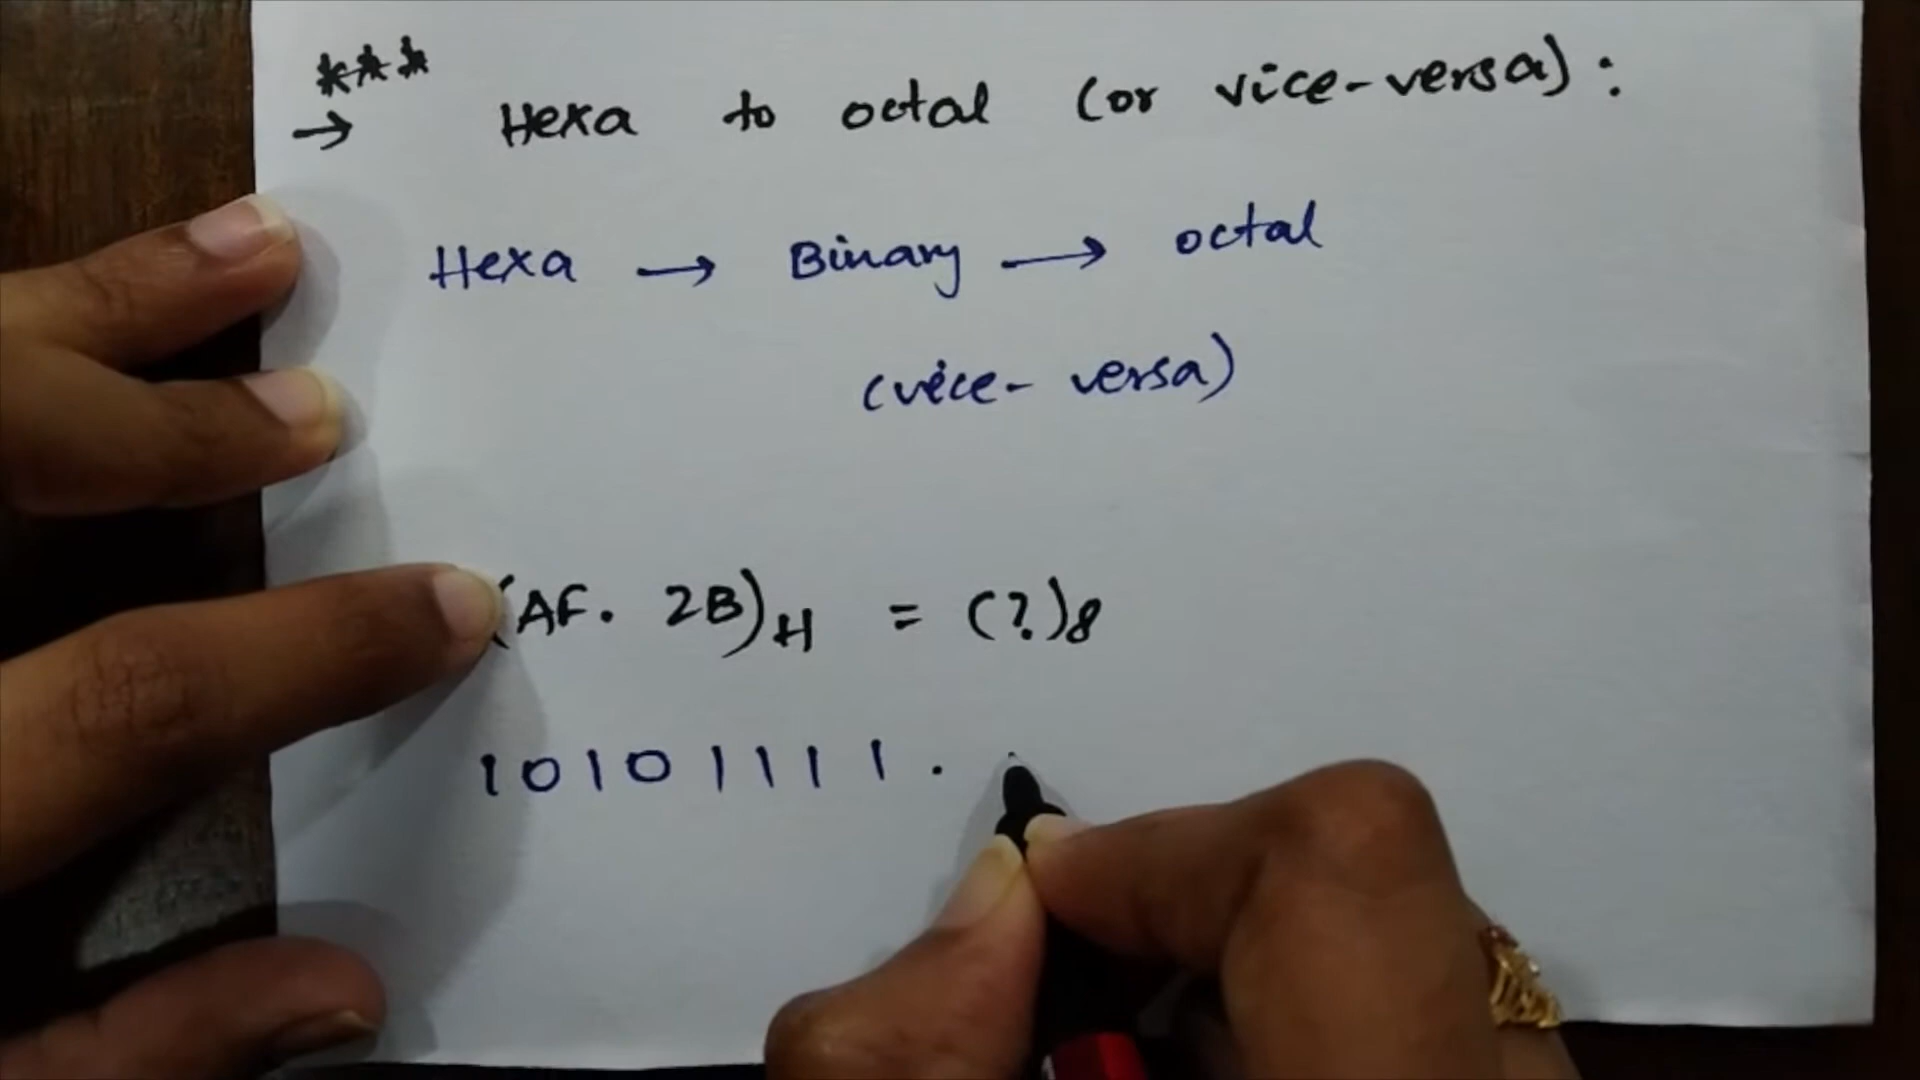 ***
→ Hexa to octal (or vice-versa):
Hexa → Binary → octal
(vice-versa)
(AF. 2B)H = (?)8
10101111.